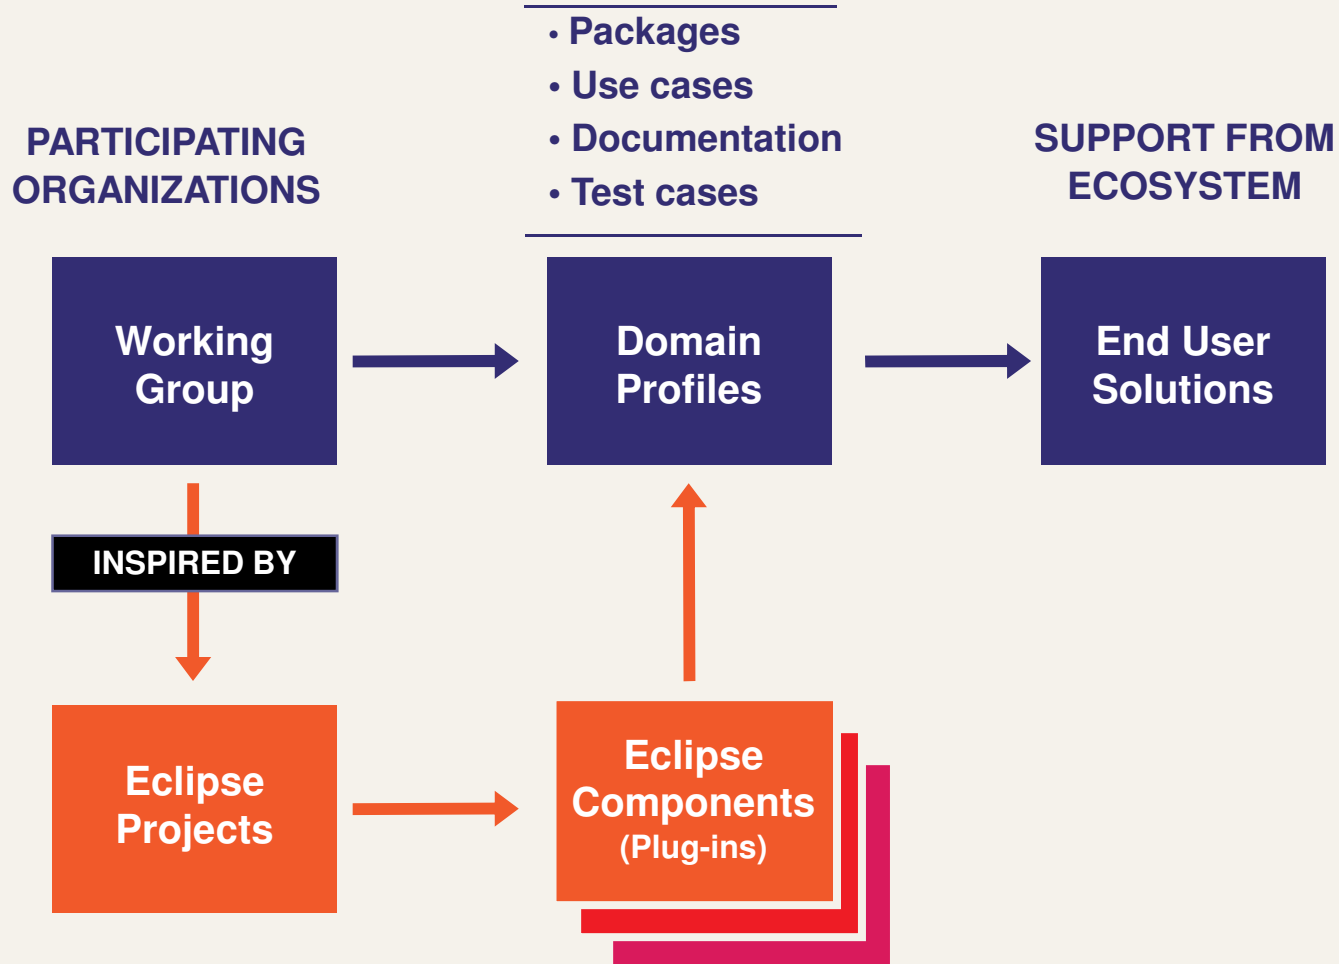 • Packages
• Use cases
• Documentation
• Test cases
PARTICIPATING
ORGANIZATIONS
SUPPORT FROM
ECOSYSTEM
Working
Group
Domain
Profiles
End User
Solutions
INSPIRED BY
Eclipse
Projects
Eclipse
Components
(Plug-ins)